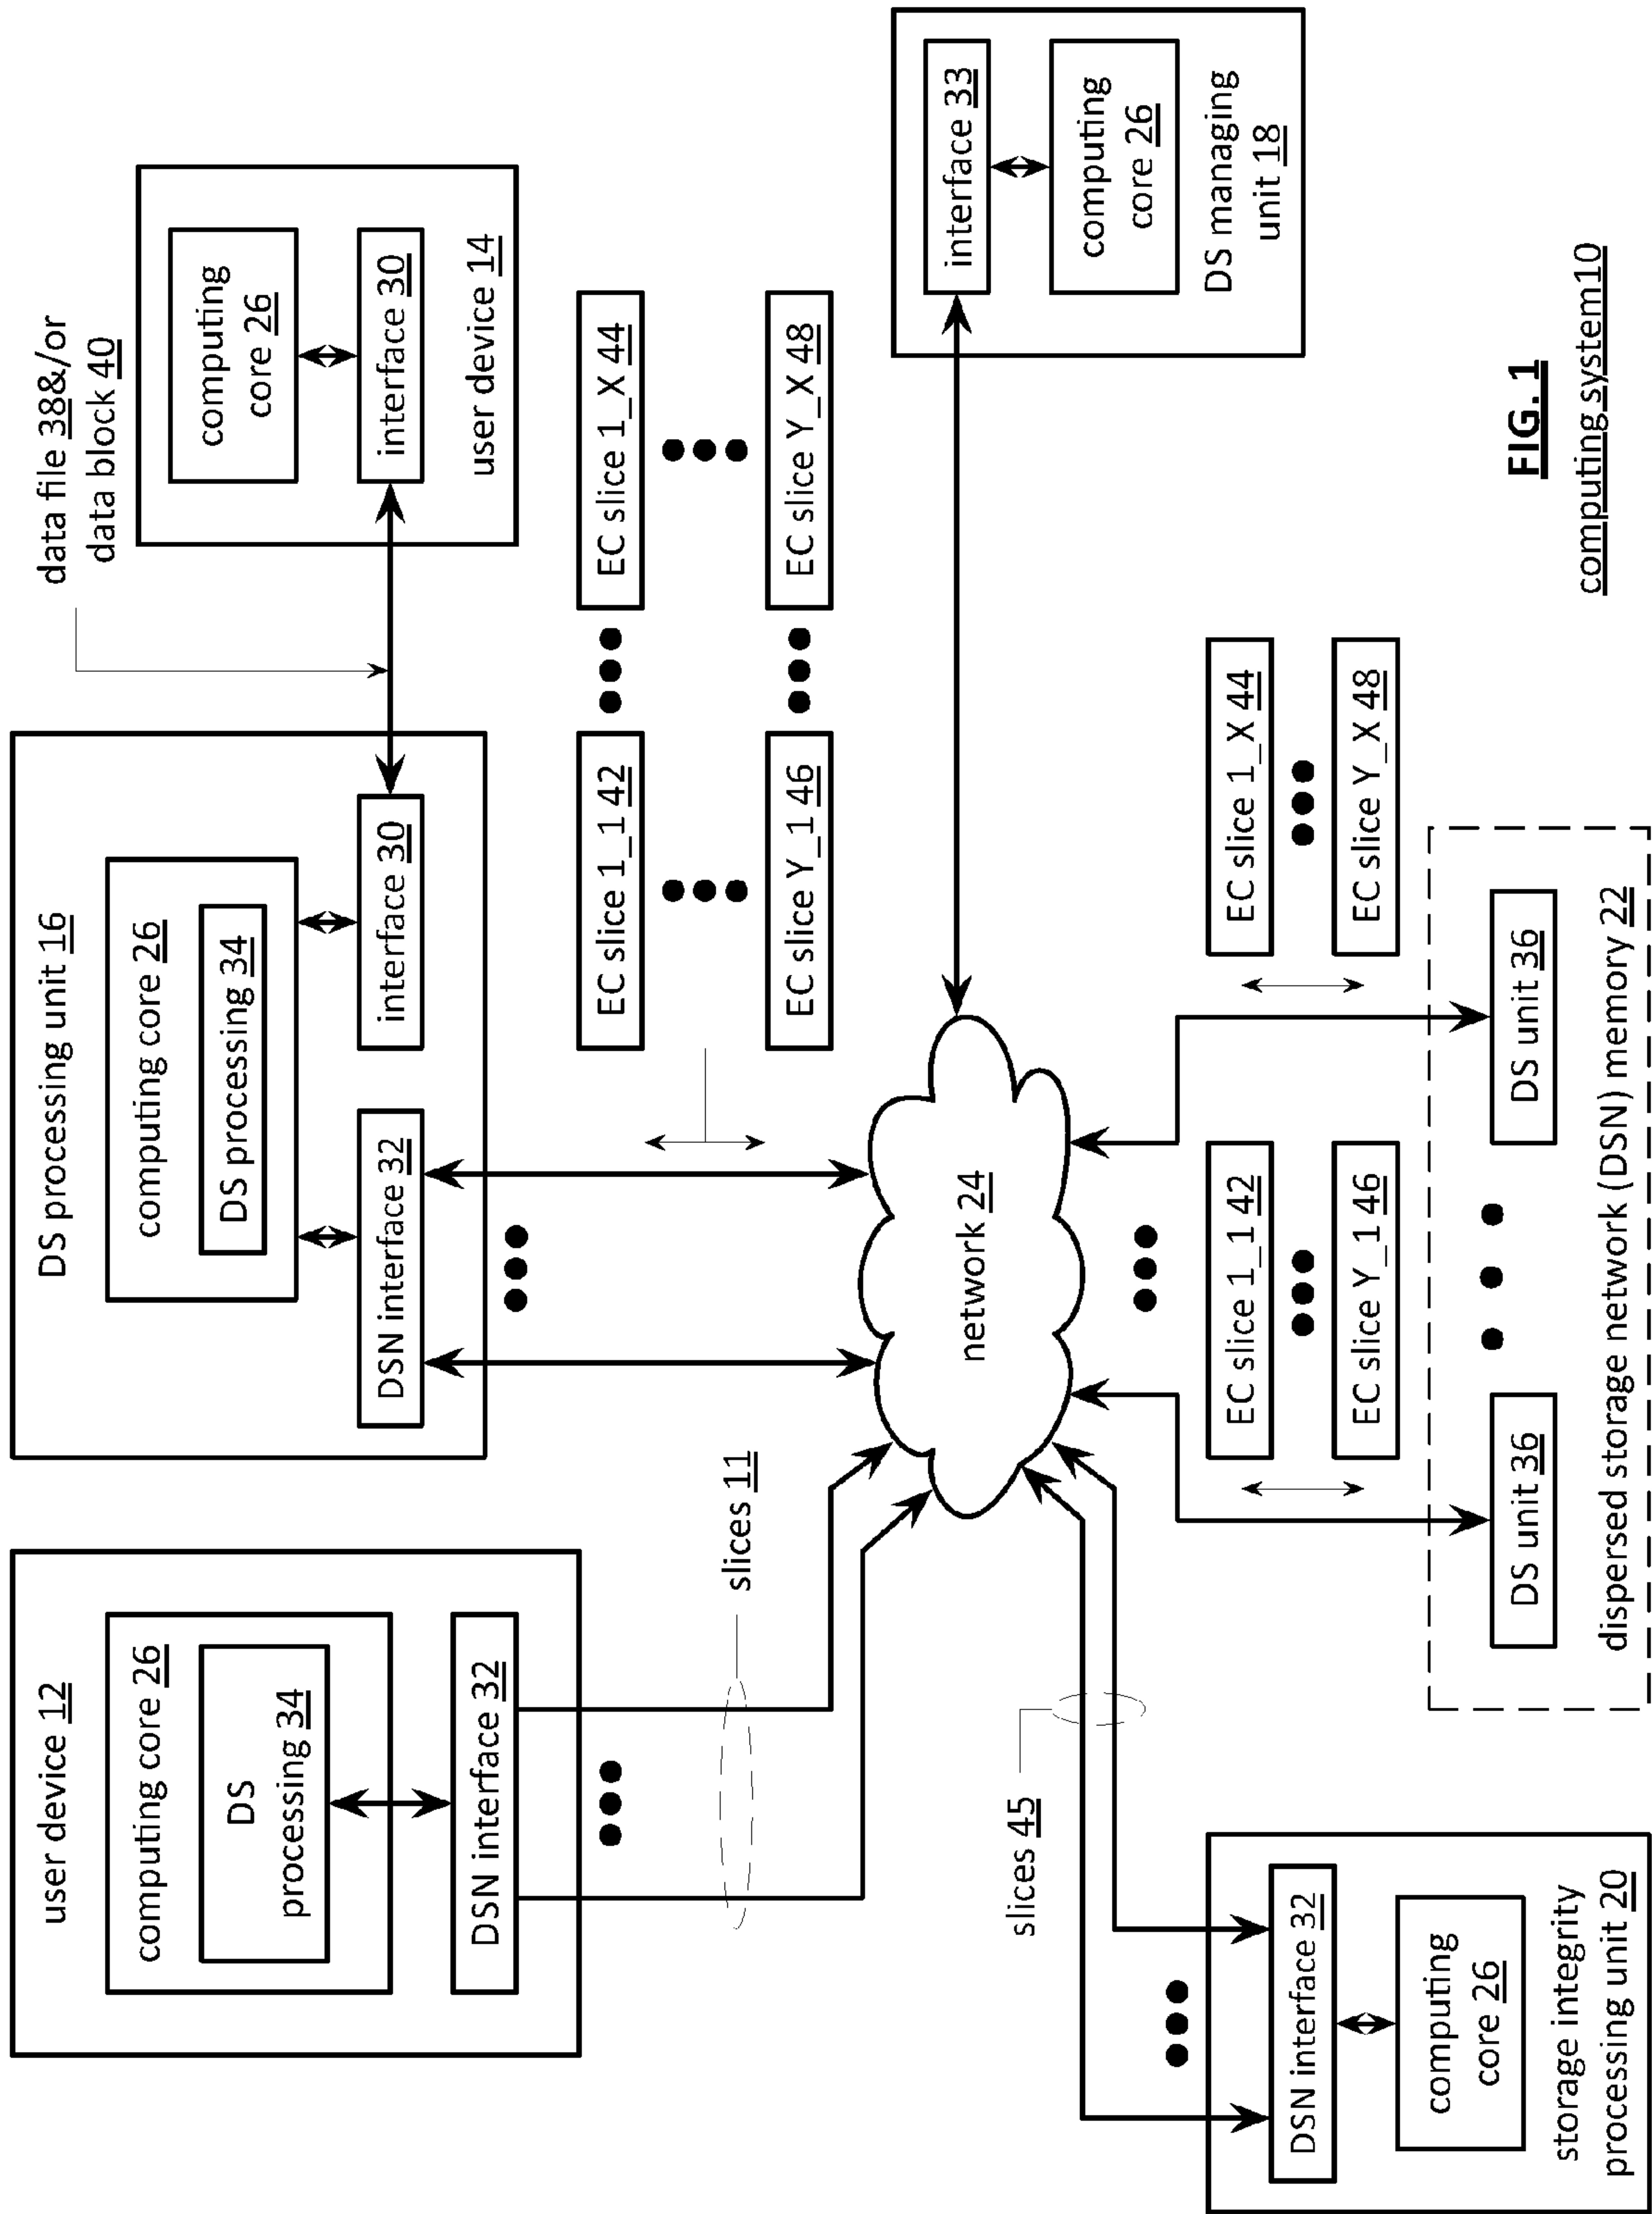 user device 12
computing core 26
DS
processing 34
DSN interface 32
slices 11
DS processing unit 16
computing core 26
DS processing 34
DSN interface 32
interface 30
data file 38&/or
data block 40
computing
core 26
interface 30
user device 14
EC slice 1_1 42
EC slice 1_X 44
EC slice Y_1 46
EC slice Y_X 48
network 24
interface 33
computing
core 26
DS managing
unit 18
slices 45
DSN interface 32
computing
core 26
storage integrity
processing unit 20
EC slice 1_1 42
EC slice Y_1 46
EC slice 1_X 44
EC slice Y_X 48
DS unit 36
DS unit 36
dispersed storage network (DSN) memory 22
FIG. 1
computing system10